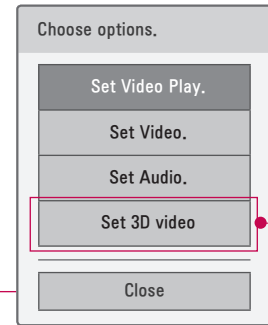 Choose options.
Set Video Play.
Set Video.
Set Audio.
Set 3D video
Close